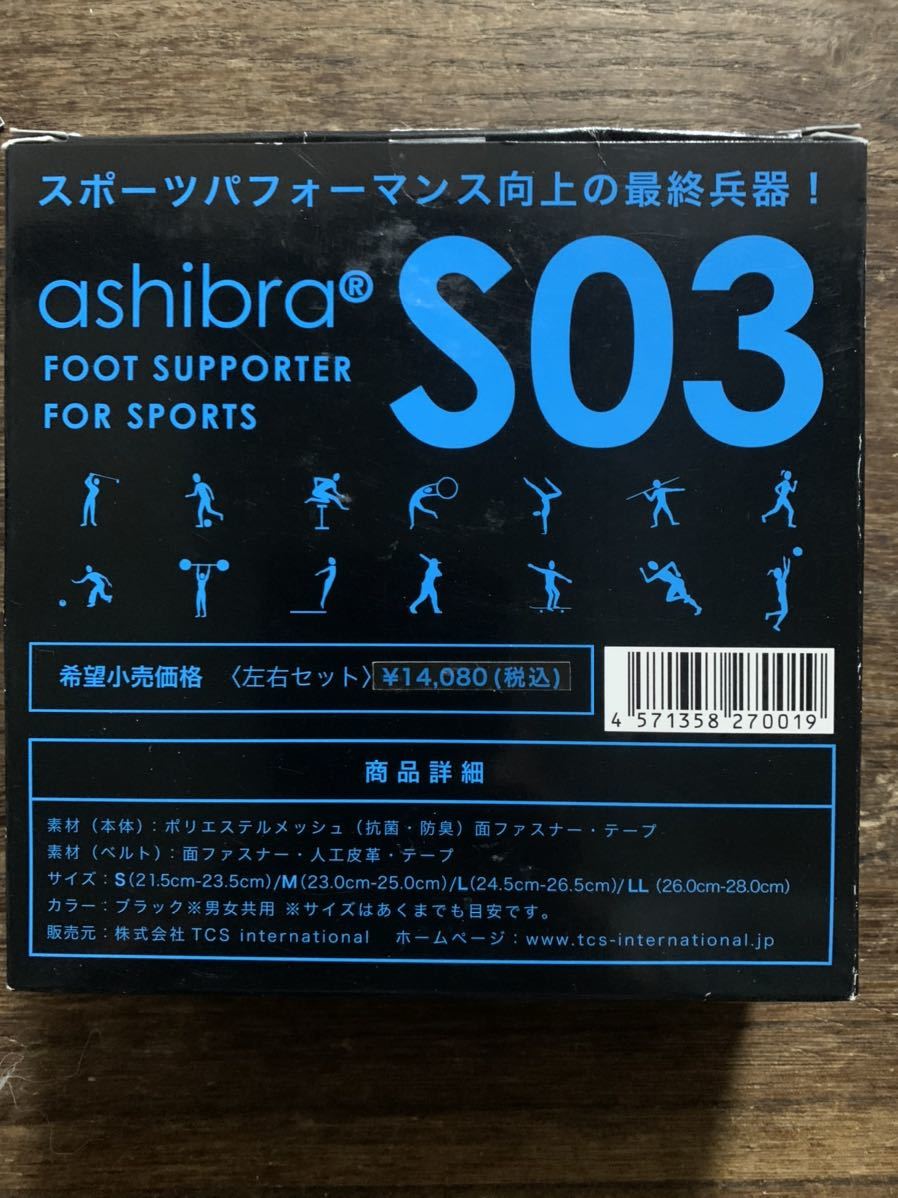 スポーツパフォーマンス向上の最終兵器！
ashibra® S03
FOOT SUPPORTER
FOR SPORTS
希望小売価格 〈左右セット〉¥14,080(税込)
4 571358 270019
商品詳細
素材（本体）：ポリエステルメッシュ（抗菌・防臭）面ファスナー・テープ
素材（ベルト）：面ファスナー・人工皮革・テープ
サイズ：S(21.5cm-23.5cm)/M(23.0cm-25.0cm)/L(24.5cm-26.5cm)/LL (26.0cm-28.0cm)
カラー：ブラック※男女共用 ※サイズはあくまでも目安です。
販売元：株式会社TCS international ホームページ：www.tcs-international.jp